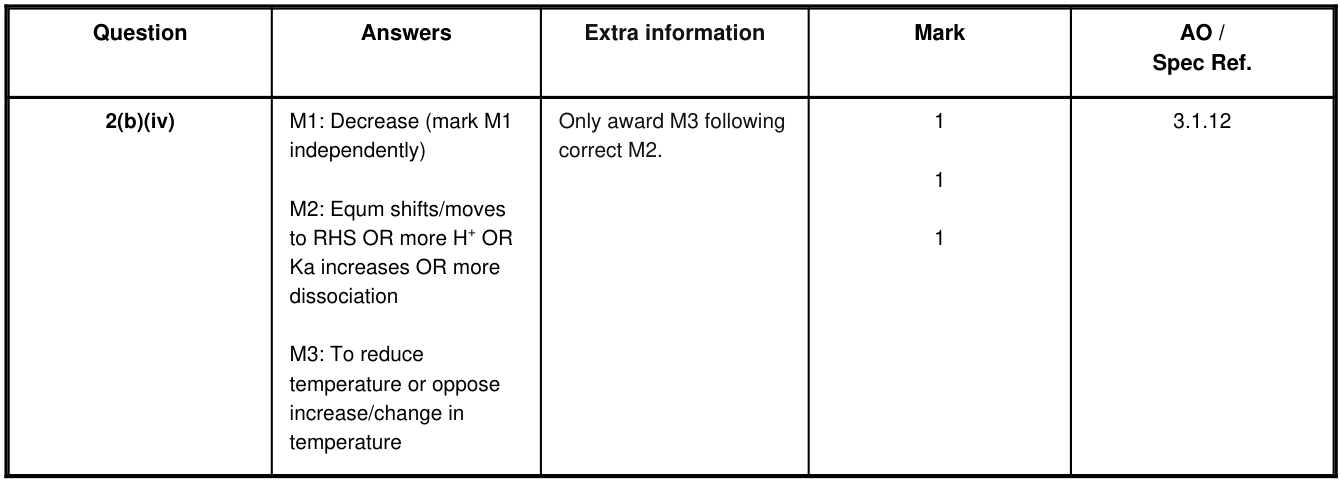 Question Answers Extra information Mark AO /
Spec Ref.
2(b)(iv) M1: Decrease (mark M1 Only award M3 following 1 3.1.12
independently) correct M2.
1
M2: Equm shifts/moves
to RHS OR more H⁺ OR 1
Ka increases OR more
dissociation
M3: To reduce
temperature or oppose
increase/change in
temperature